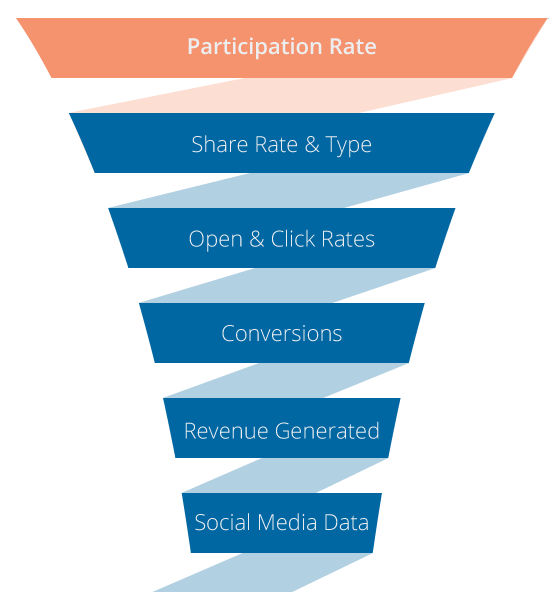 Participation Rate
Share Rate & Type
Open & Click Rates
Conversions
Revenue Generated
Social Media Data